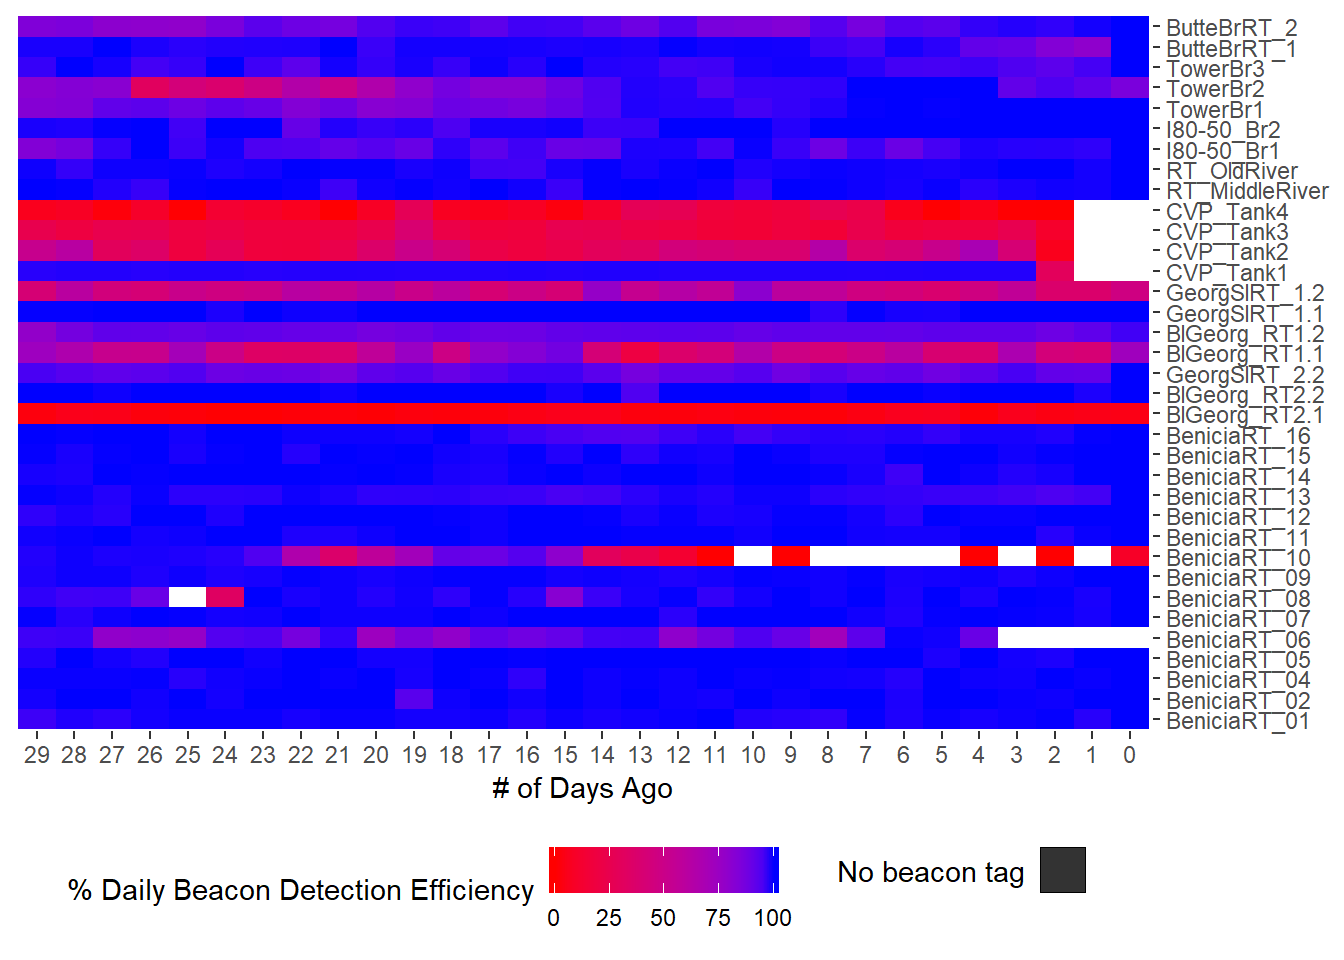 ButteBrRT_2
ButteBrRT_1
TowerBr3
TowerBr2
TowerBr1
I80-50_Br2
I80-50_Br1
RT_OldRiver
RT_MiddleRiver
CVP_Tank4
CVP_Tank3
CVP_Tank2
CVP_Tank1
GeorgSlRT_1.2
GeorgSlRT_1.1
BlGeorg_RT1.2
BlGeorg_RT1.1
GeorgSlRT_2.2
BlGeorg_RT2.2
BlGeorg_RT2.1
BeniciaRT_16
BeniciaRT_15
BeniciaRT_14
BeniciaRT_13
BeniciaRT_12
BeniciaRT_11
BeniciaRT_10
BeniciaRT_09
BeniciaRT_08
BeniciaRT_07
BeniciaRT_06
BeniciaRT_05
BeniciaRT_04
BeniciaRT_02
BeniciaRT_01
29 28 27 26 25 24 23 22 21 20 19 18 17 16 15 14 13 12 11 10 9 8 7 6 5 4 3 2 1 0
# of Days Ago
% Daily Beacon Detection Efficiency
0 25 50 75 100
No beacon tag